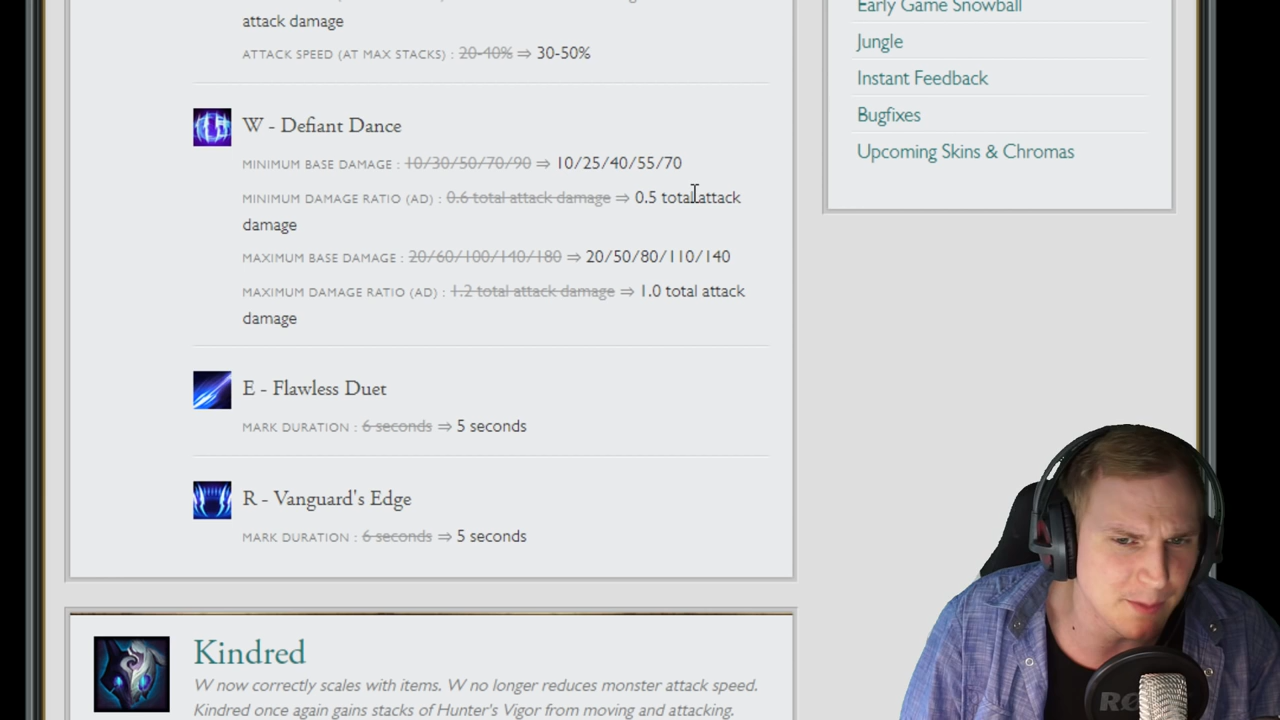 Early Game Snowball
attack damage
Jungle
ATTACK SPEED (AT MAX STACKS) : 20-40% ⇒ 30-50%
Instant Feedback
Bugfixes
Upcoming Skins & Chromas
W - Defiant Dance
MINIMUM BASE DAMAGE : 10/30/50/70/90 ⇒ 10/25/40/55/70
MINIMUM DAMAGE RATIO (AD) : 0.6 total attack damage ⇒ 0.5 total attack
damage
MAXIMUM BASE DAMAGE : 20/60/100/140/180 ⇒ 20/50/80/110/140
MAXIMUM DAMAGE RATIO (AD) : 1.2 total attack damage ⇒ 1.0 total attack
damage
E - Flawless Duet
MARK DURATION : 6 seconds ⇒ 5 seconds
R - Vanguard's Edge
MARK DURATION : 6 seconds ⇒ 5 seconds
Kindred
W now correctly scales with items. W no longer reduces monster attack speed.
Kindred once again gains stacks of Hunter's Vigor from moving and attacking.